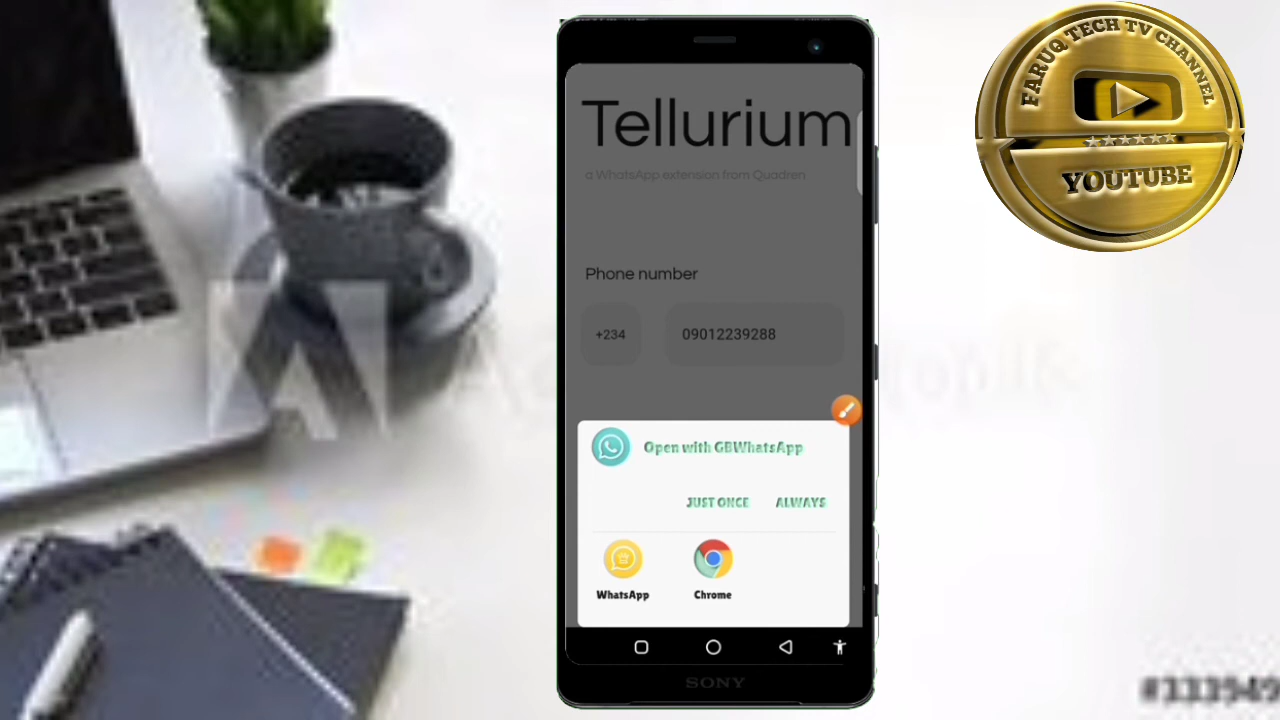 FARUQ TECH TV CHANNEL
YOUTUBE
Tellurium
a WhatsApp extension from Quadren
Phone number
+234
09012239288
Open with GBWhatsApp
JUST ONCE
ALWAYS
WhatsApp
Chrome
SONY